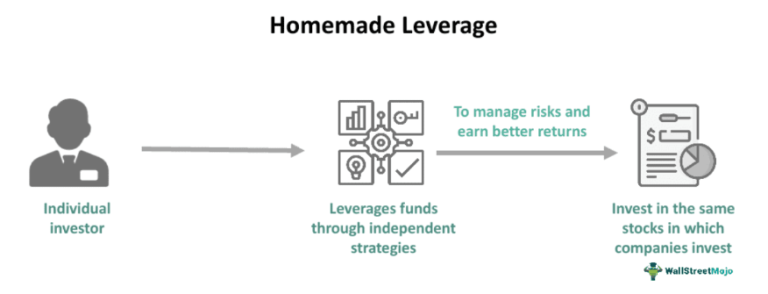 Homemade Leverage
To manage risks and
earn better returns
$
Individual
investor
Leverages funds
through independent
strategies
Invest in the same
stocks in which
companies invest
WallStreetMojo